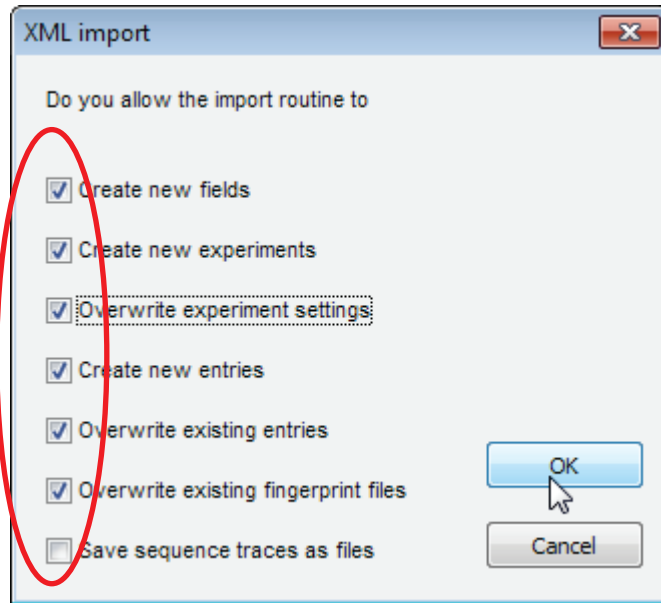 XML import
Do you allow the import routine to
Create new fields
Create new experiments
Overwrite experiment settings
Create new entries
Overwrite existing entries
Overwrite existing fingerprint files
Save sequence traces as files
OK
Cancel